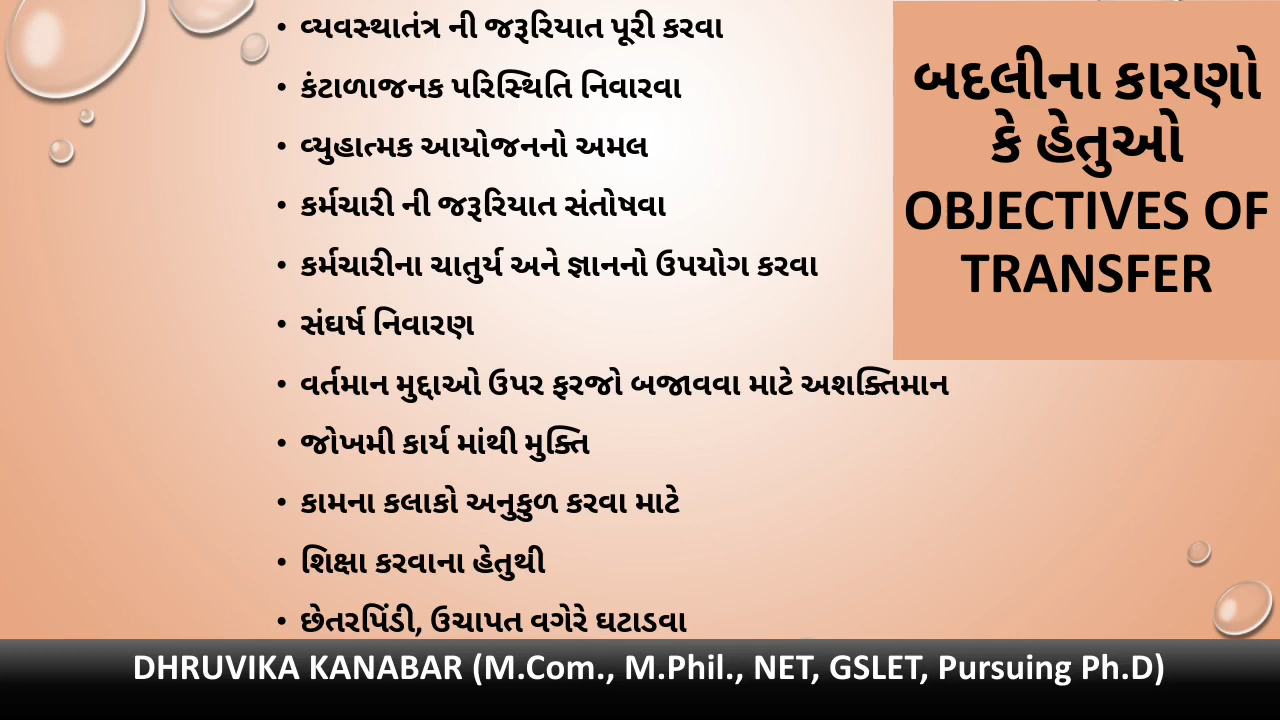 • વ્યવસ્થાતંત્ર ની જરૂરિયાત પૂરી કરવા
• કંટાળાજનક પરિસ્થિતિ નિવારવા
• વ્યુહાત્મક આયોજનનો અમલ
• કર્મચારી ની જરૂરિયાત સંતોષવા
• કર્મચારીના ચાતુર્ય અને જ્ઞાનનો ઉપયોગ કરવા
• સંઘર્ષ નિવારણ
• વર્તમાન મુદ્દાઓ ઉપર ફરજો બજાવવા માટે અશક્તિમાન
• જોખમી કાર્ય માંથી મુક્તિ
• કામના કલાકો અનુકુળ કરવા માટે
• શિક્ષા કરવાના હેતુથી
• છેતરપિંડી, ઉચાપત વગેરે ઘટાડવા
બદલીના કારણો
કે હેતુઓ
OBJECTIVES OF
TRANSFER
DHRUVIKA KANABAR (M.Com., M.Phil., NET, GSLET, Pursuing Ph.D)